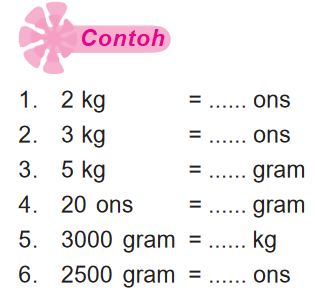 Contoh
1. 2 kg = ...... ons
2. 3 kg = ...... ons
3. 5 kg = ...... gram
4. 20 ons = ...... gram
5. 3000 gram = ...... kg
6. 2500 gram = ...... ons